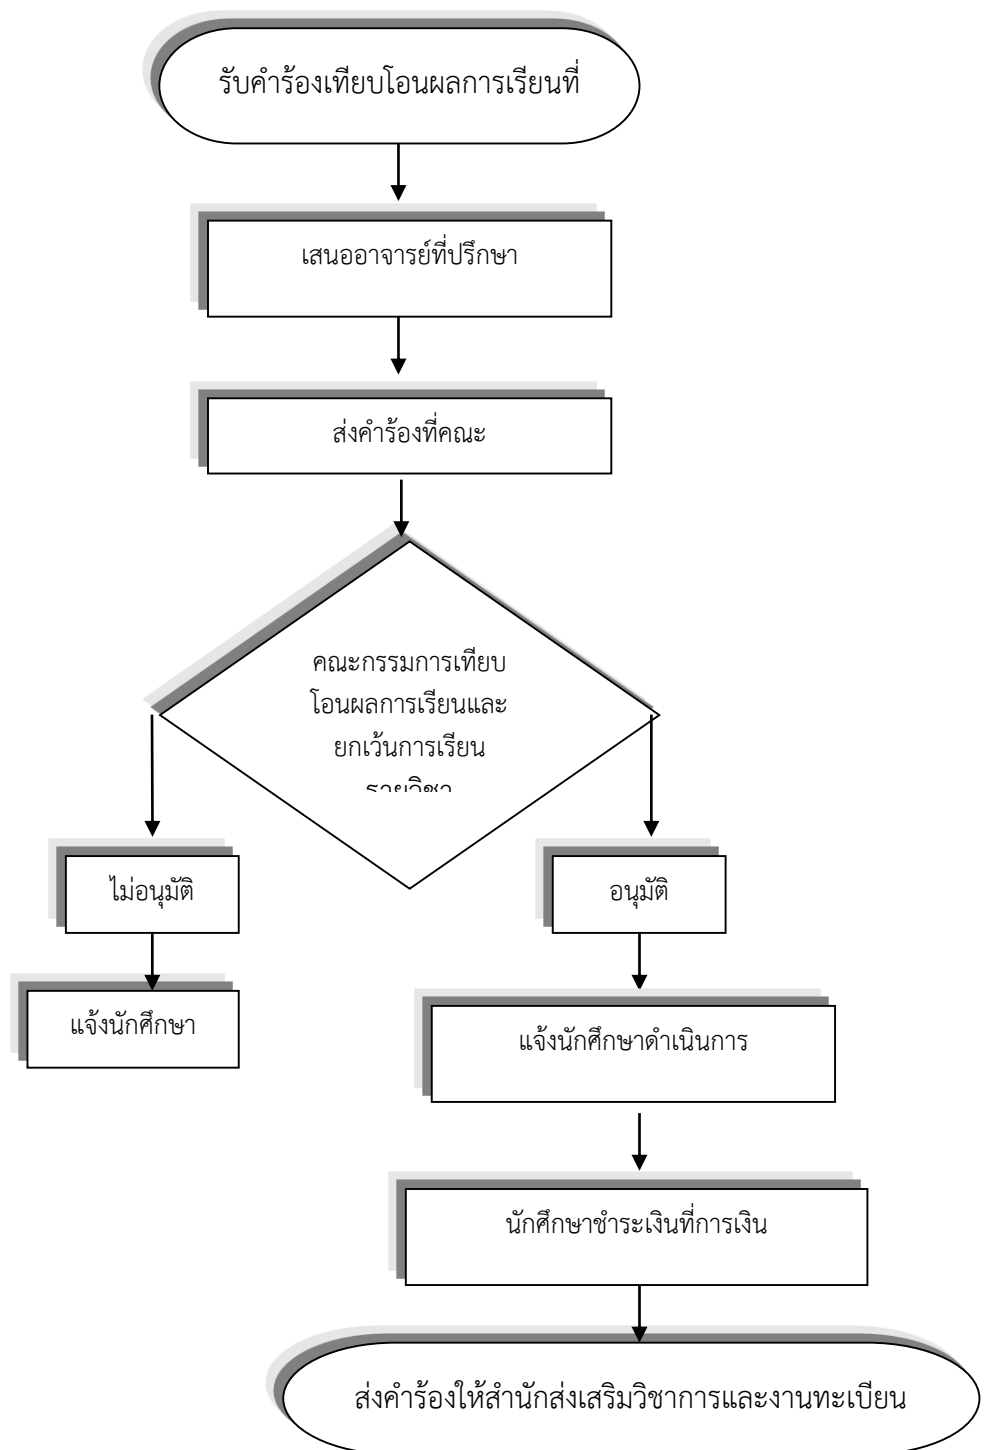 รับคำร้องเทียบโอนผลการเรียนที่
เสนออาจารย์ที่ปรึกษา
ส่งคำร้องที่คณะ
คณะกรรมการเทียบ
โอนผลการเรียนและ
ยกเว้นการเรียน
รายวิชา
ไม่อนุมัติ
อนุมัติ
แจ้งนักศึกษา
แจ้งนักศึกษาดำเนินการ
นักศึกษาชำระเงินที่การเงิน
ส่งคำร้องให้สำนักส่งเสริมวิชาการและงานทะเบียน